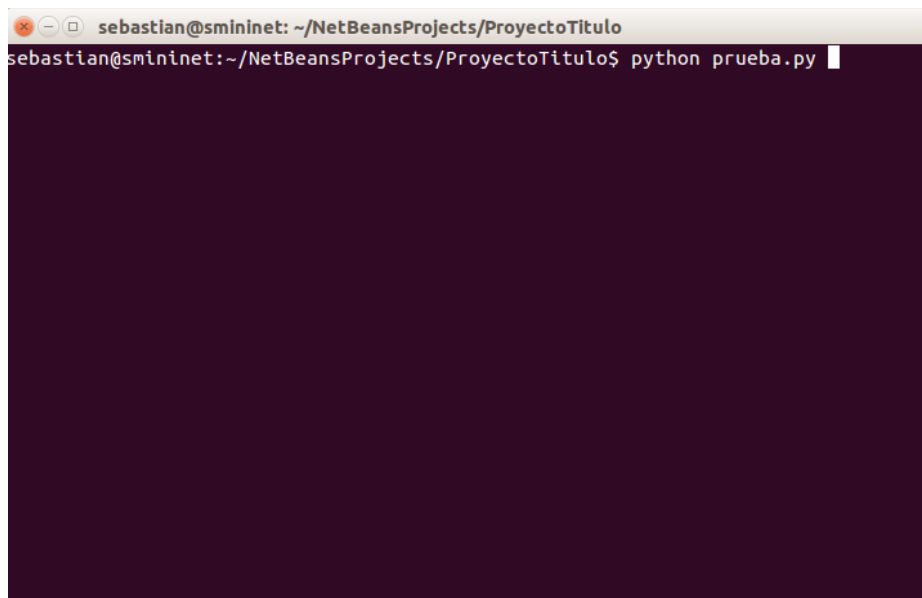 sebastian@smininet: ~/NetBeansProjects/ProyectoTitulo
sebastian@smininet:~/NetBeansProjects/ProyectoTitulo$ python prueba.py